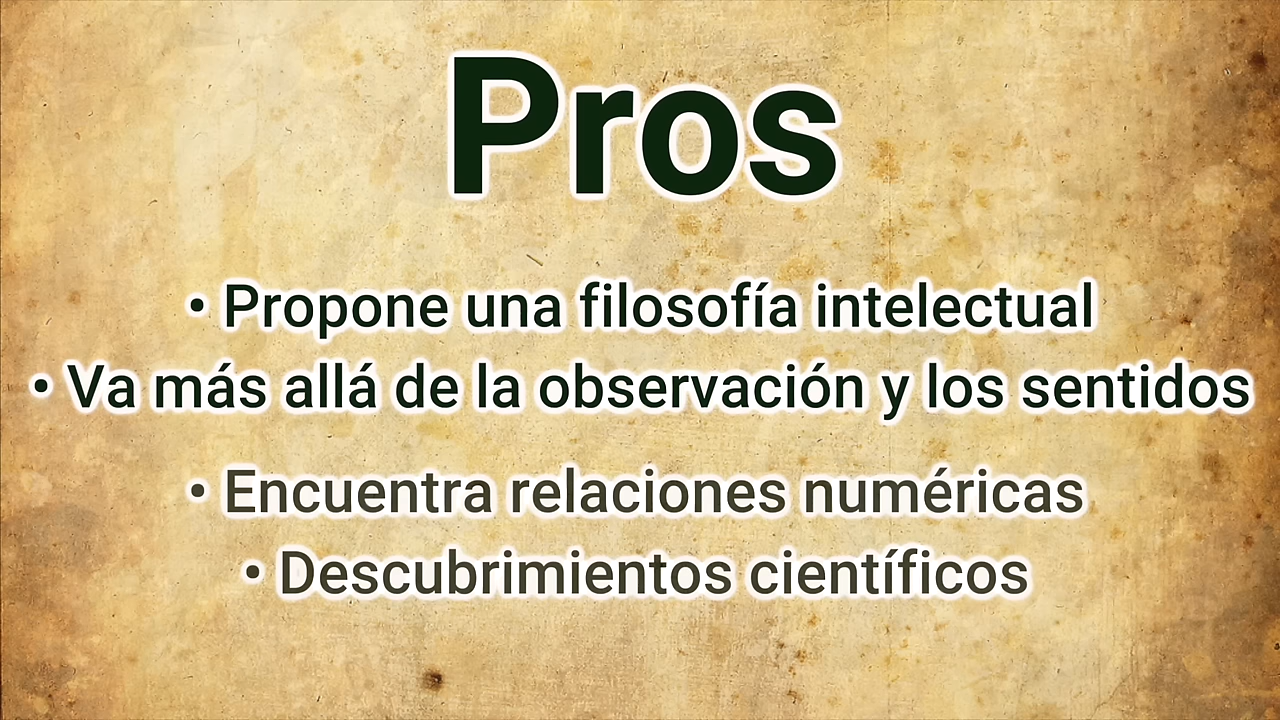 Pros
• Propone una filosofía intelectual
• Va más allá de la observación y los sentidos
• Encuentra relaciones numéricas
• Descubrimientos científicos